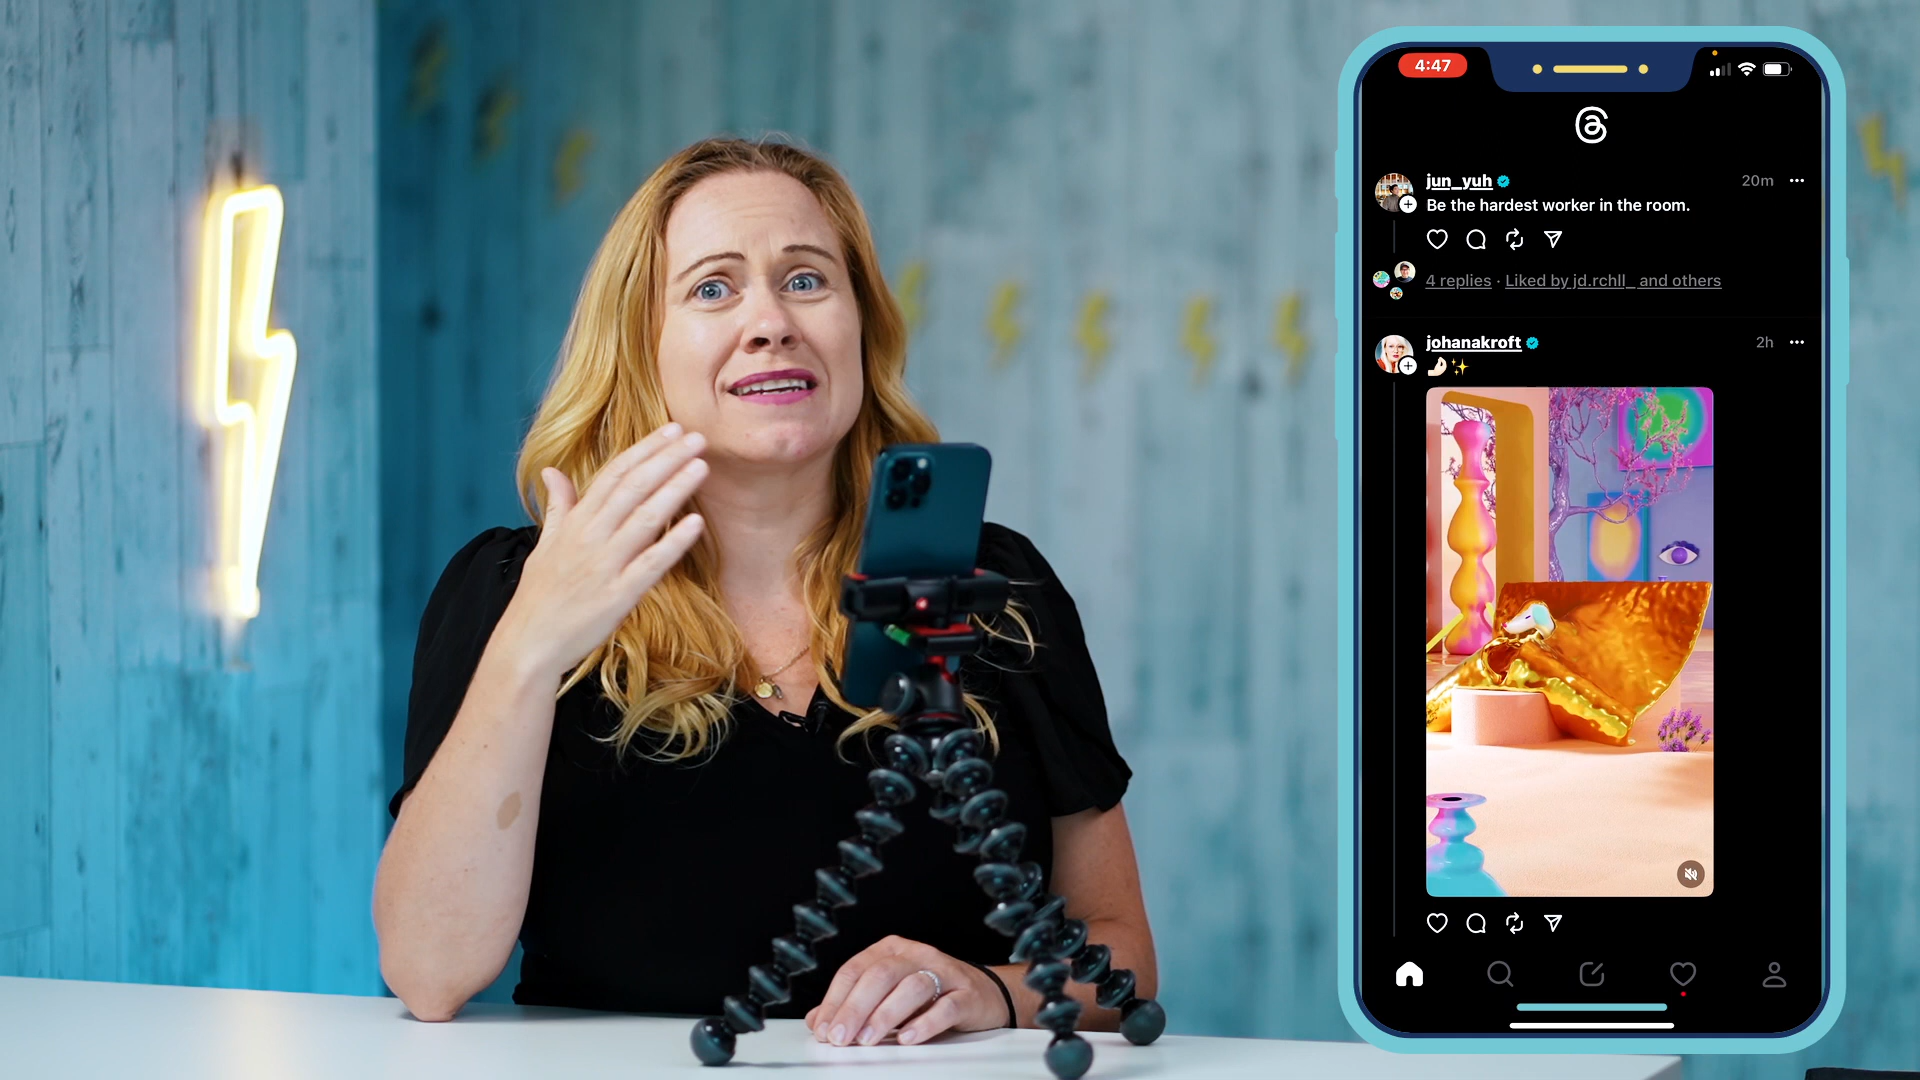 4:47
jun_yuh 20m
Be the hardest worker in the room.
4 replies · Liked by jd.rchll_ and others
johanakroft 2h
🤌🏻✨